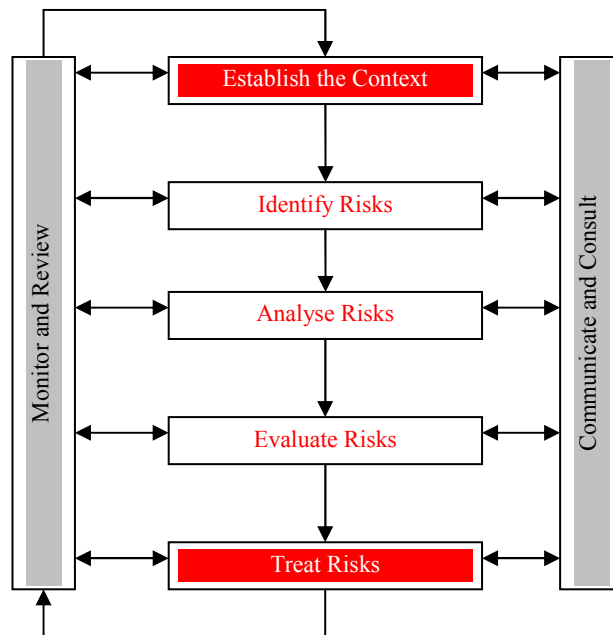 Establish the Context
Identify Risks
Analyse Risks
Evaluate Risks
Treat Risks
Monitor and Review
Communicate and Consult